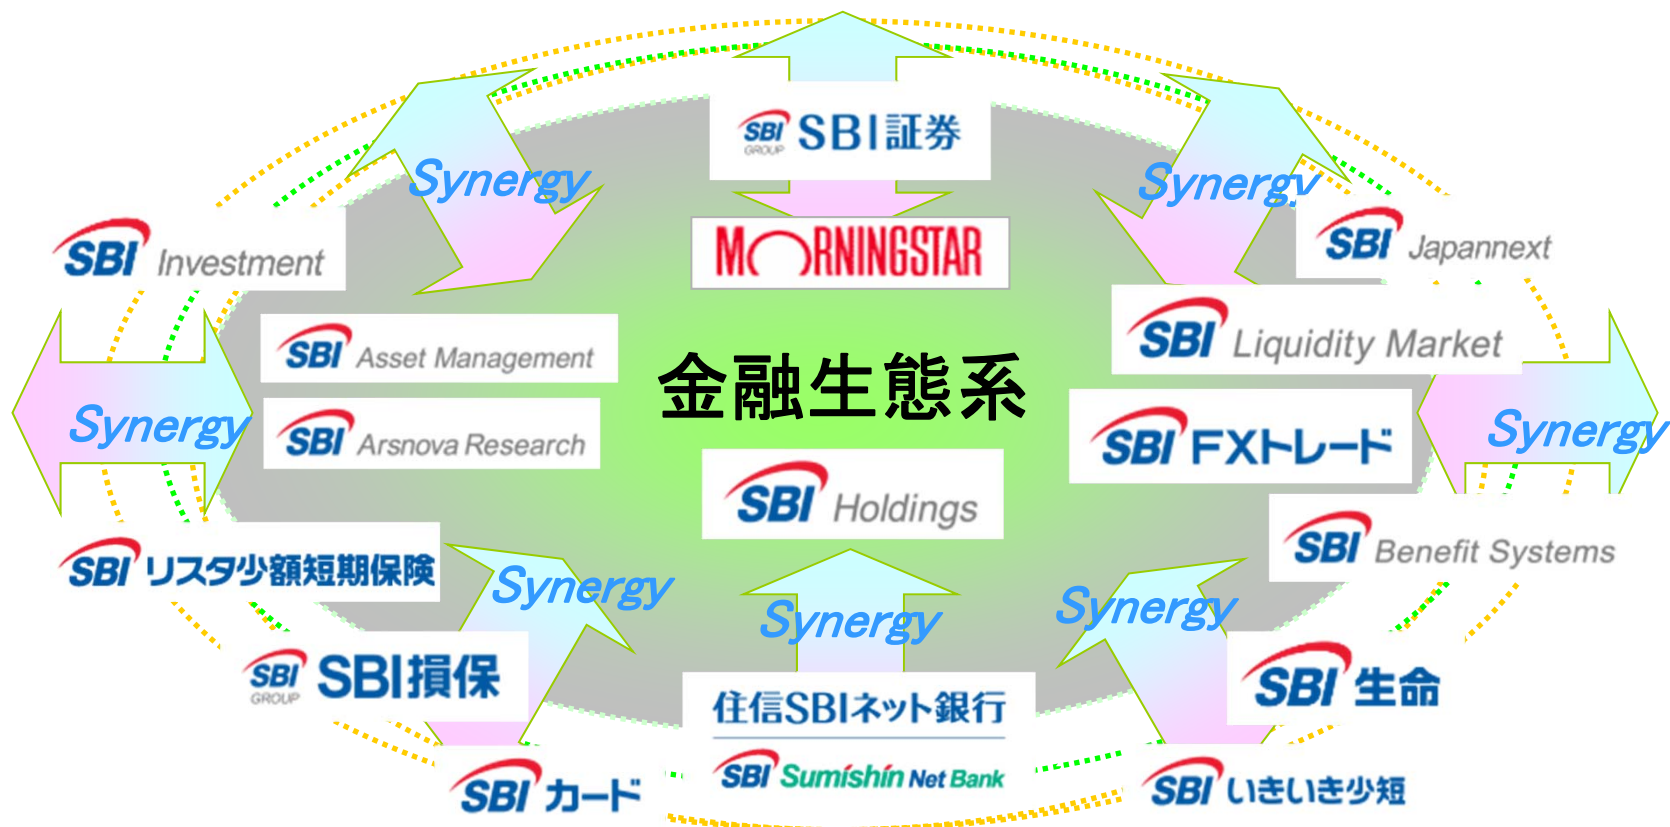 SBI
GROUP
SBI証券
Synergy
Synergy
MORNINGSTAR
SBI Investment
SBI Japannext
SBI Asset Management
SBI Liquidity Market
金融生態系
Synergy
SBI Arsnova Research
SBI FXトレード
Synergy
SBI Holdings
SBI リスタ少額短期保険
SBI Benefit Systems
Synergy
Synergy
Synergy
SBI
GROUP
SBI損保
住信SBIネット銀行
SBI Sumishin Net Bank
SBI 生命
SBI カード
SBI いきいき少短